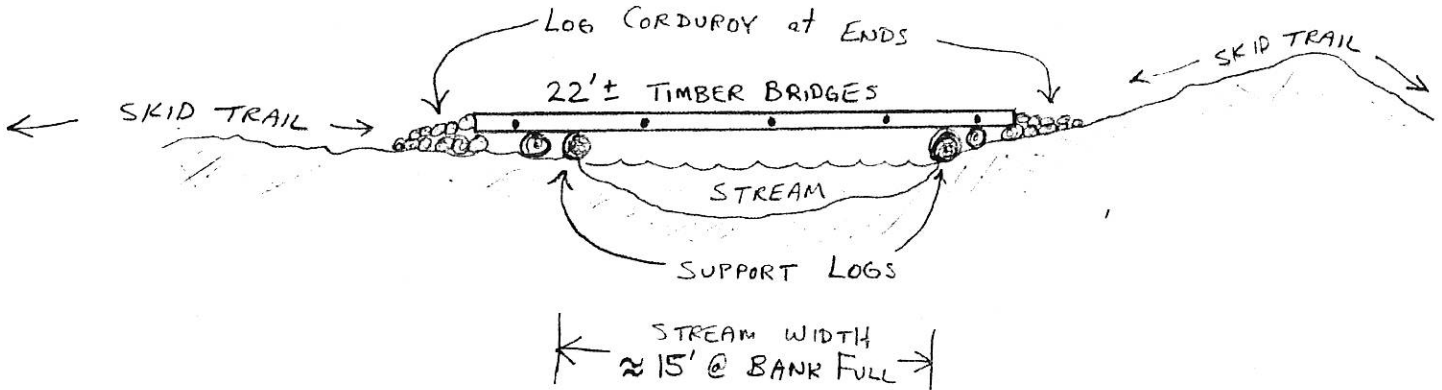 LOG CORDUROY at ENDS
SKID TRAIL
22'± TIMBER BRIDGES
SKID TRAIL
STREAM
SUPPORT LOGS
STREAM WIDTH
≈ 15' @ BANK FULL